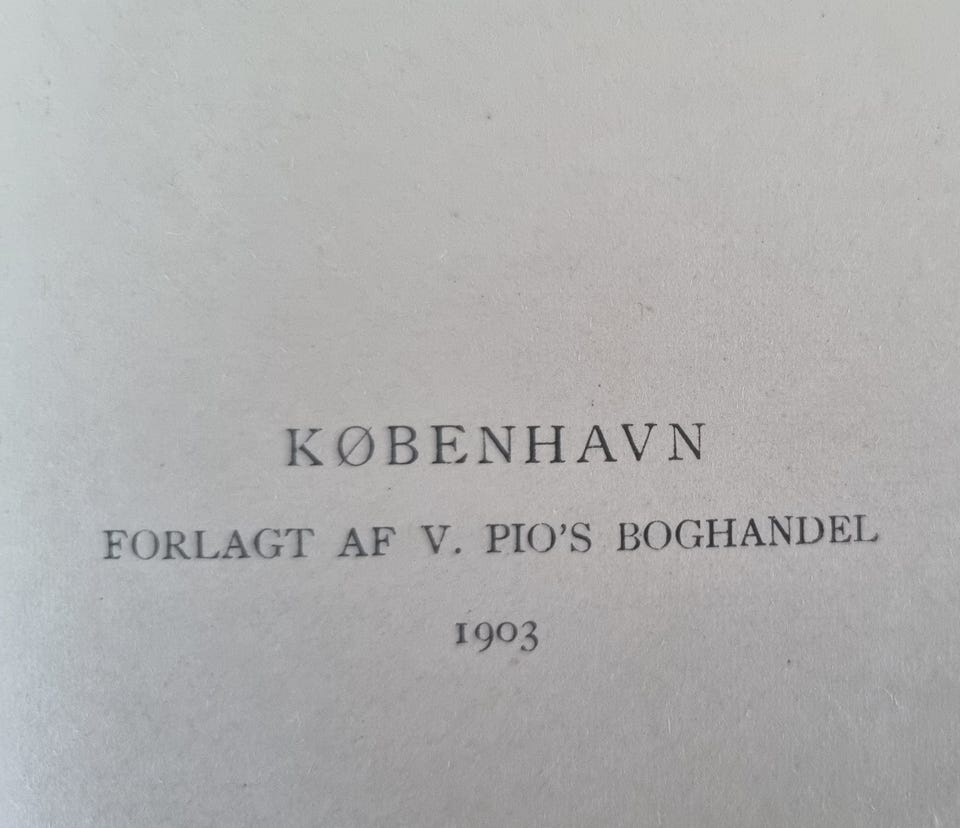 KØBENHAVN
FORLAGT AF V. PIO'S BOGHANDEL
1903